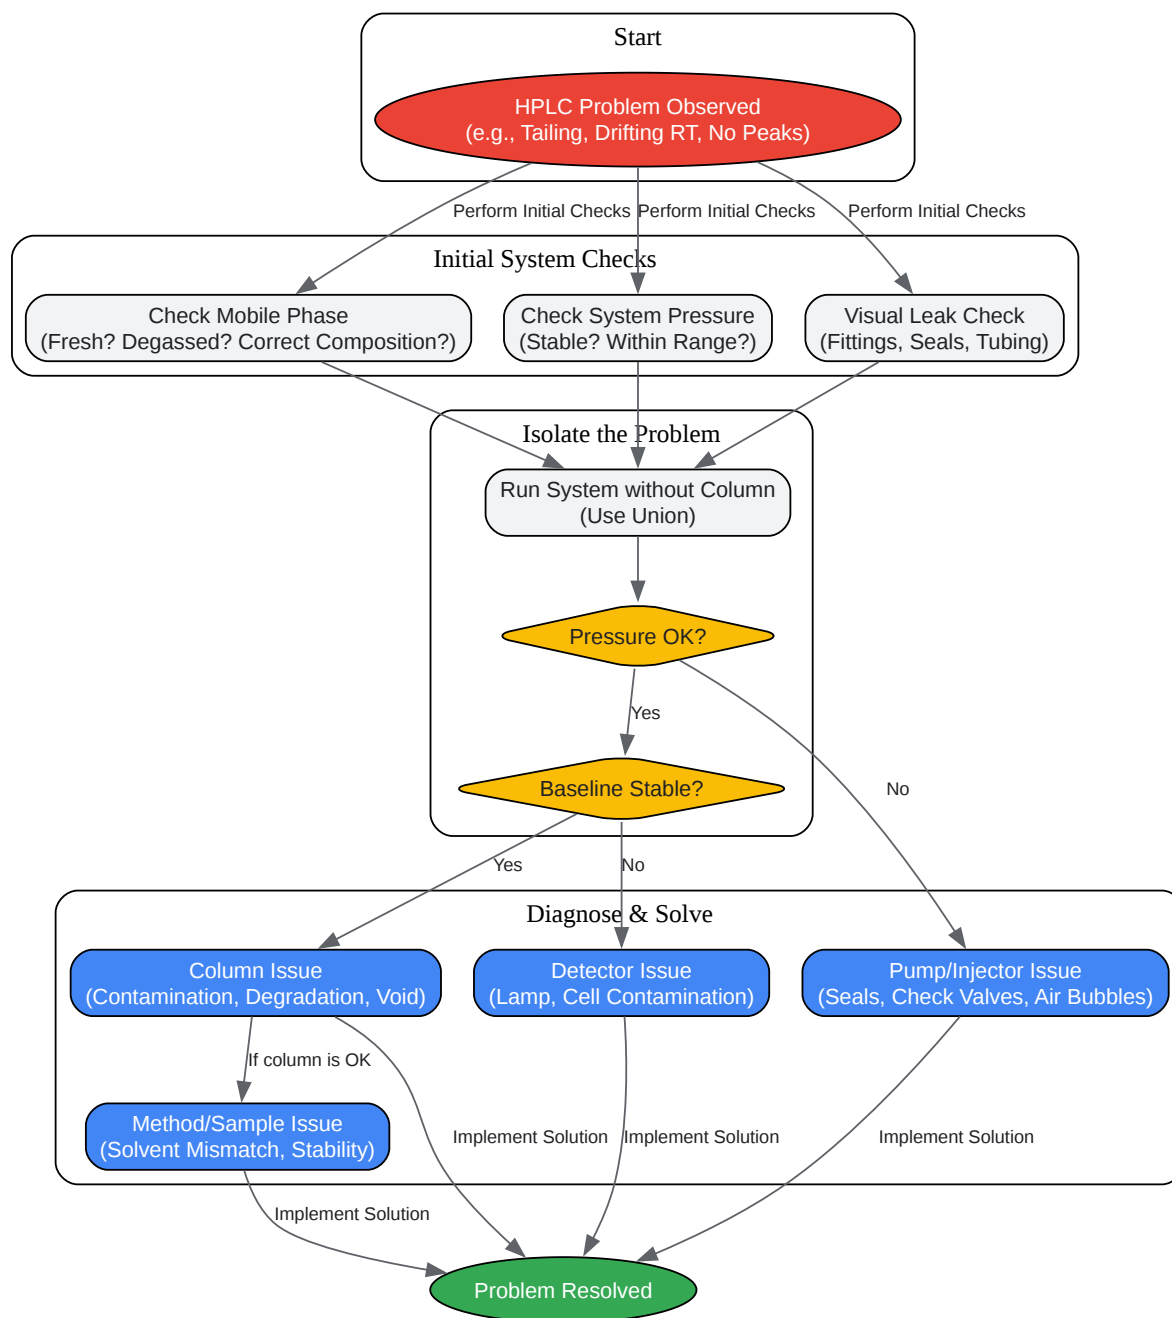 Start
HPLC Problem Observed
(e.g., Tailing, Drifting RT, No Peaks)
Perform Initial Checks
Perform Initial Checks
Perform Initial Checks
Initial System Checks
Check Mobile Phase
(Fresh? Degassed? Correct Composition?)
Check System Pressure
(Stable? Within Range?)
Visual Leak Check
(Fittings, Seals, Tubing)
Isolate the Problem
Run System without Column
(Use Union)
Pressure OK?
Yes
No
Baseline Stable?
Yes
No
Diagnose & Solve
Column Issue
(Contamination, Degradation, Void)
Detector Issue
(Lamp, Cell Contamination)
Pump/Injector Issue
(Seals, Check Valves, Air Bubbles)
If column is OK
Method/Sample Issue
(Solvent Mismatch, Stability)
Implement Solution
Implement Solution
Implement Solution
Implement Solution
Problem Resolved